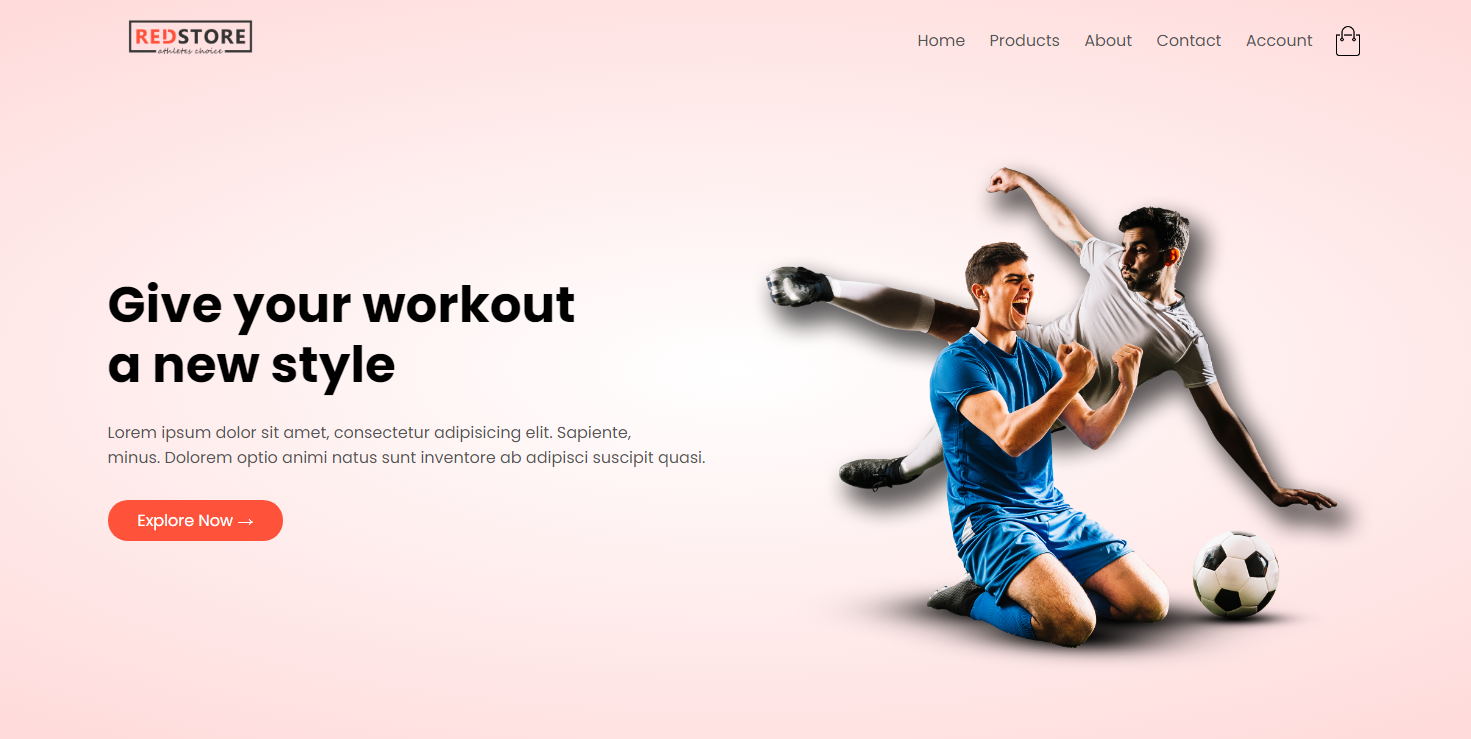 REDSTORE
athletes choice
Home Products About Contact Account
Give your workout
a new style
Lorem ipsum dolor sit amet, consectetur adipisicing elit. Sapiente,
minus. Dolorem optio animi natus sunt inventore ab adipisci suscipit quasi.
Explore Now →